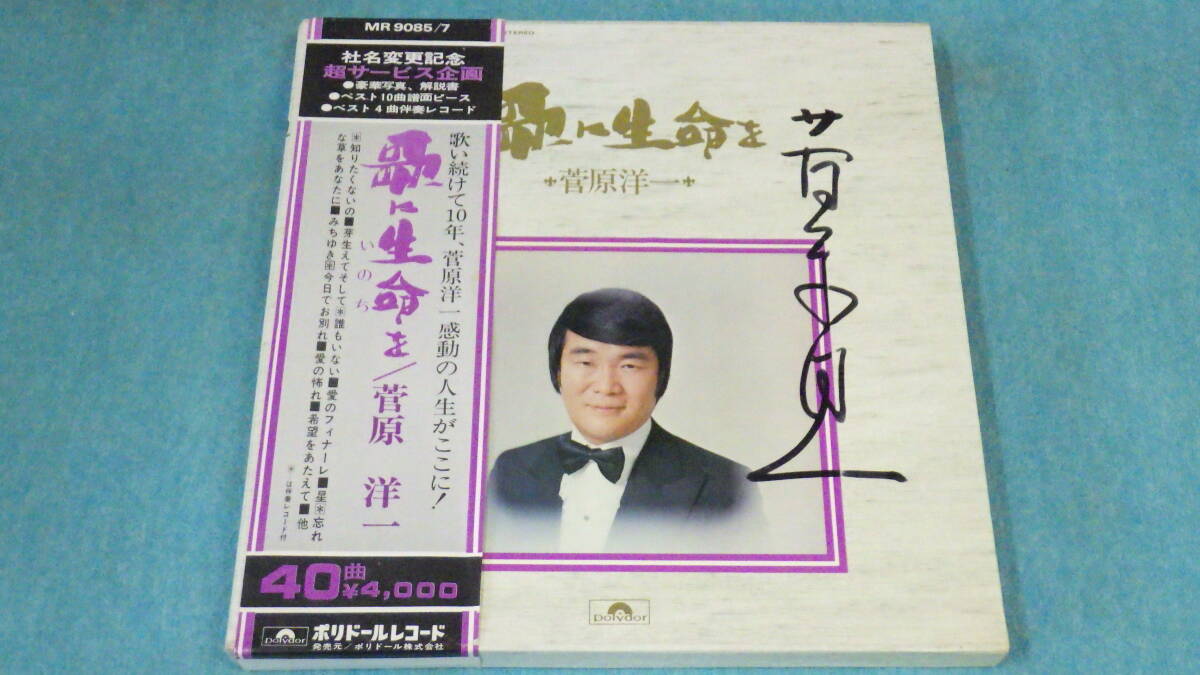 MR 9085/7
社名変更記念
超サービス企画
●豪華写真、解説書
●ベスト10曲譜面ピース
●ベスト4曲伴奏レコード
歌い続けて10年、菅原洋一感動の人生がここに!
歌に生命を/菅原 洋一
いのち
＊知りたくないの■芽生えてそして＊誰もいない■愛のフィナーレ■星＊忘れ
な草をあなたに■みちゆき＊今日でお別れ■愛の怖れ■希望をあたえて■他
＊は伴奏レコード付
40曲
¥4,000
Polydor
ポリドールレコード
発売元/ポリドール株式会社
STEREO
歌に生命を
菅原洋一
Polydor